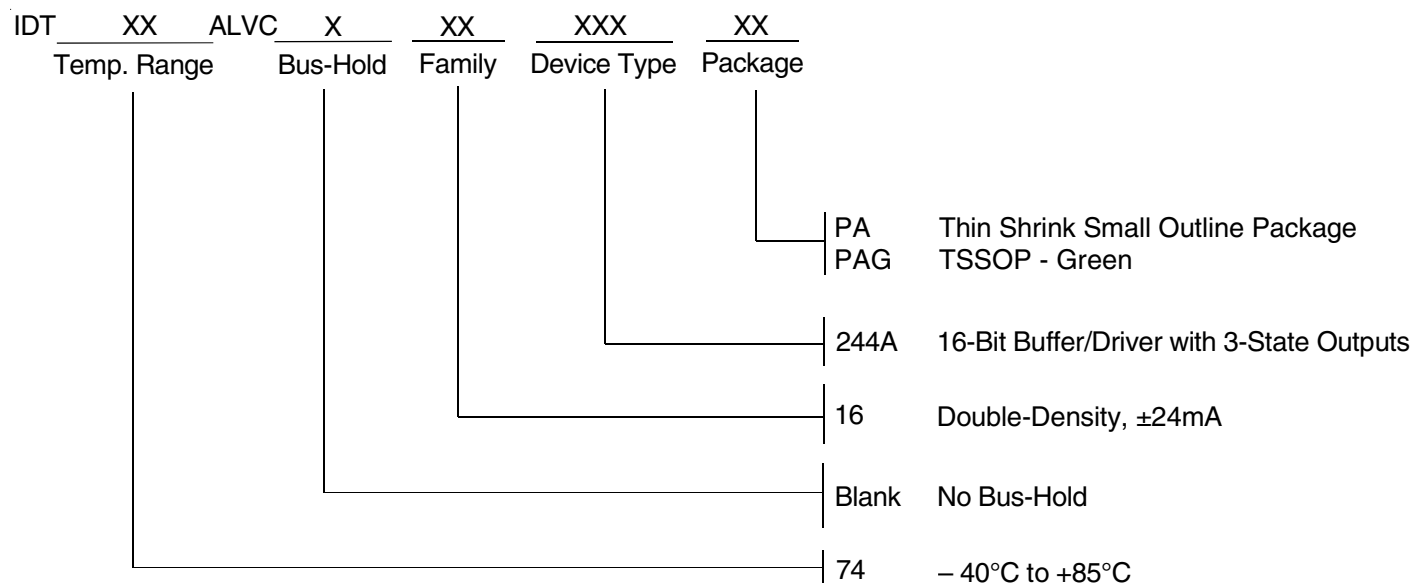 IDT XX ALVC X XX XXX XX
Temp. Range Bus-Hold Family Device Type Package
PA Thin Shrink Small Outline Package
PAG TSSOP - Green
244A 16-Bit Buffer/Driver with 3-State Outputs
16 Double-Density, ±24mA
Blank No Bus-Hold
74 – 40°C to +85°C